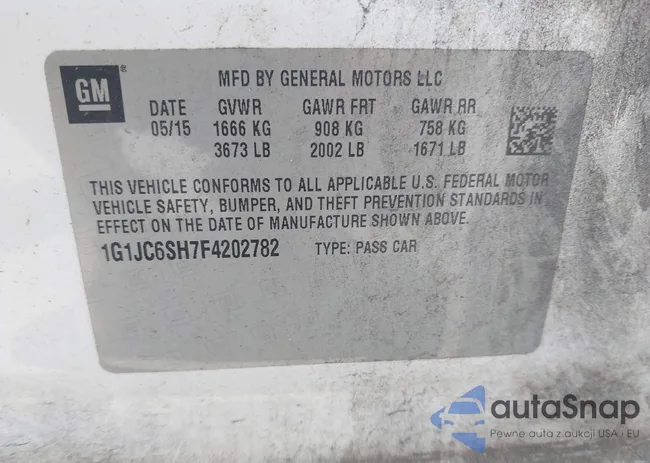 GM ®
MFD BY GENERAL MOTORS LLC
DATE GVWR GAWR FRT GAWR RR
05/15 1666 KG 908 KG 758 KG
3673 LB 2002 LB 1671 LB
THIS VEHICLE CONFORMS TO ALL APPLICABLE U.S. FEDERAL MOTOR
VEHICLE SAFETY, BUMPER, AND THEFT PREVENTION STANDARDS IN
EFFECT ON THE DATE OF MANUFACTURE SHOWN ABOVE.
1G1JC6SH7F4202782 TYPE: PASS CAR
autaSnap
Pewne auta z aukcji USA i EU